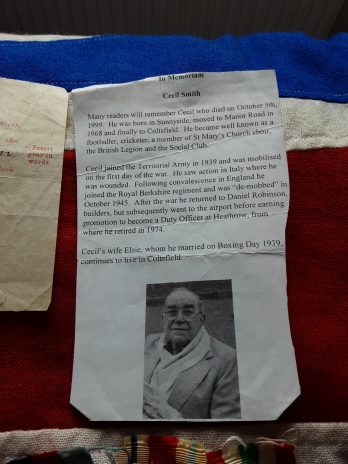 In Memoriam
Cecil Smith
Many readers will remember Cecil who died on October 5th,
1999. He was born in Sunnyside, moved to Manor Road in
1968 and finally to Coltsfield. He became well known as a
footballer, cricketer, a member of St Mary's Church choir,
the British Legion and the Social Club.
Cecil joined the Territorial Army in 1939 and was mobilised
on the first day of the war. He saw action in Italy where he
was wounded. Following convalescence in England he
joined the Royal Berkshire regiment and was "de-mobbed" in
October 1945. After the war he returned to Daniel Robinson,
builders, but subsequently went to the airport before earning
promotion to become a Duty Officer at Heathrow, from
where he retired in 1974.
Cecil's wife Elsie, whom he married on Boxing Day 1939,
continues to live in Coltsfield.
the
Insert
year in
words